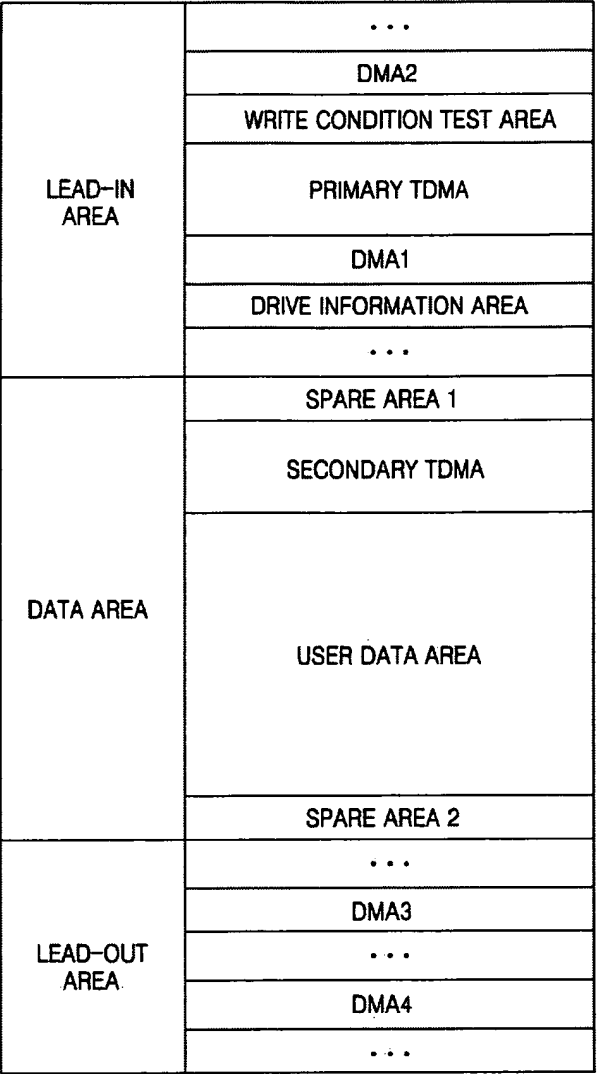 LEAD-IN
AREA
. . .
DMA2
WRITE CONDITION TEST AREA
PRIMARY TDMA
DMA1
DRIVE INFORMATION AREA
. . .
DATA AREA
SPARE AREA 1
SECONDARY TDMA
USER DATA AREA
SPARE AREA 2
LEAD-OUT
AREA
. . .
DMA3
. . .
DMA4
. . .